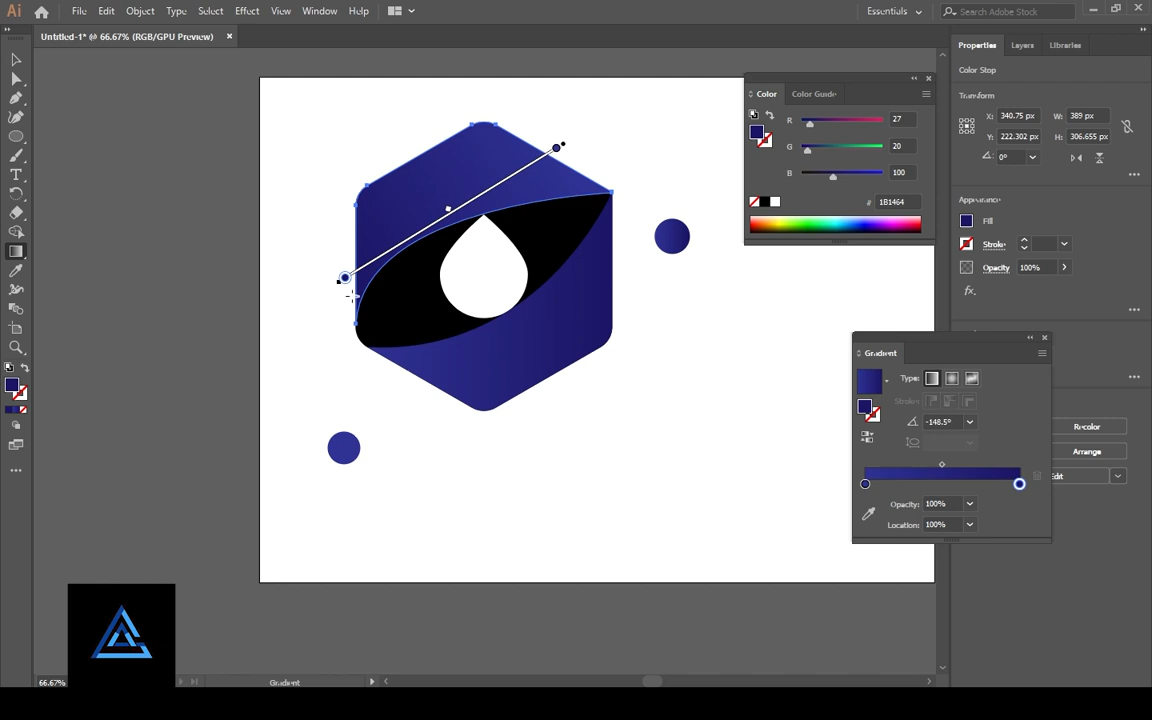 Ai File Edit Object Type Select Effect View Window Help Essentials Search Adobe Stock
Untitled-1* @ 66.67% (RGB/GPU Preview)
Properties Layers Libraries
Color Stop
Transform
X: 340.75 px W: 389 px
Y: 222.302 px H: 306.655 px
0°
Appearance
Fill
Stroke
Opacity 100%
fx.
Color Color Guide
R 27
G 20
B 100
# 1B1464
Gradient
Type:
Stroke:
-148.5°
Opacity: 100%
Location: 100%
Recolor
Arrange
Edit
66.67% Gradient